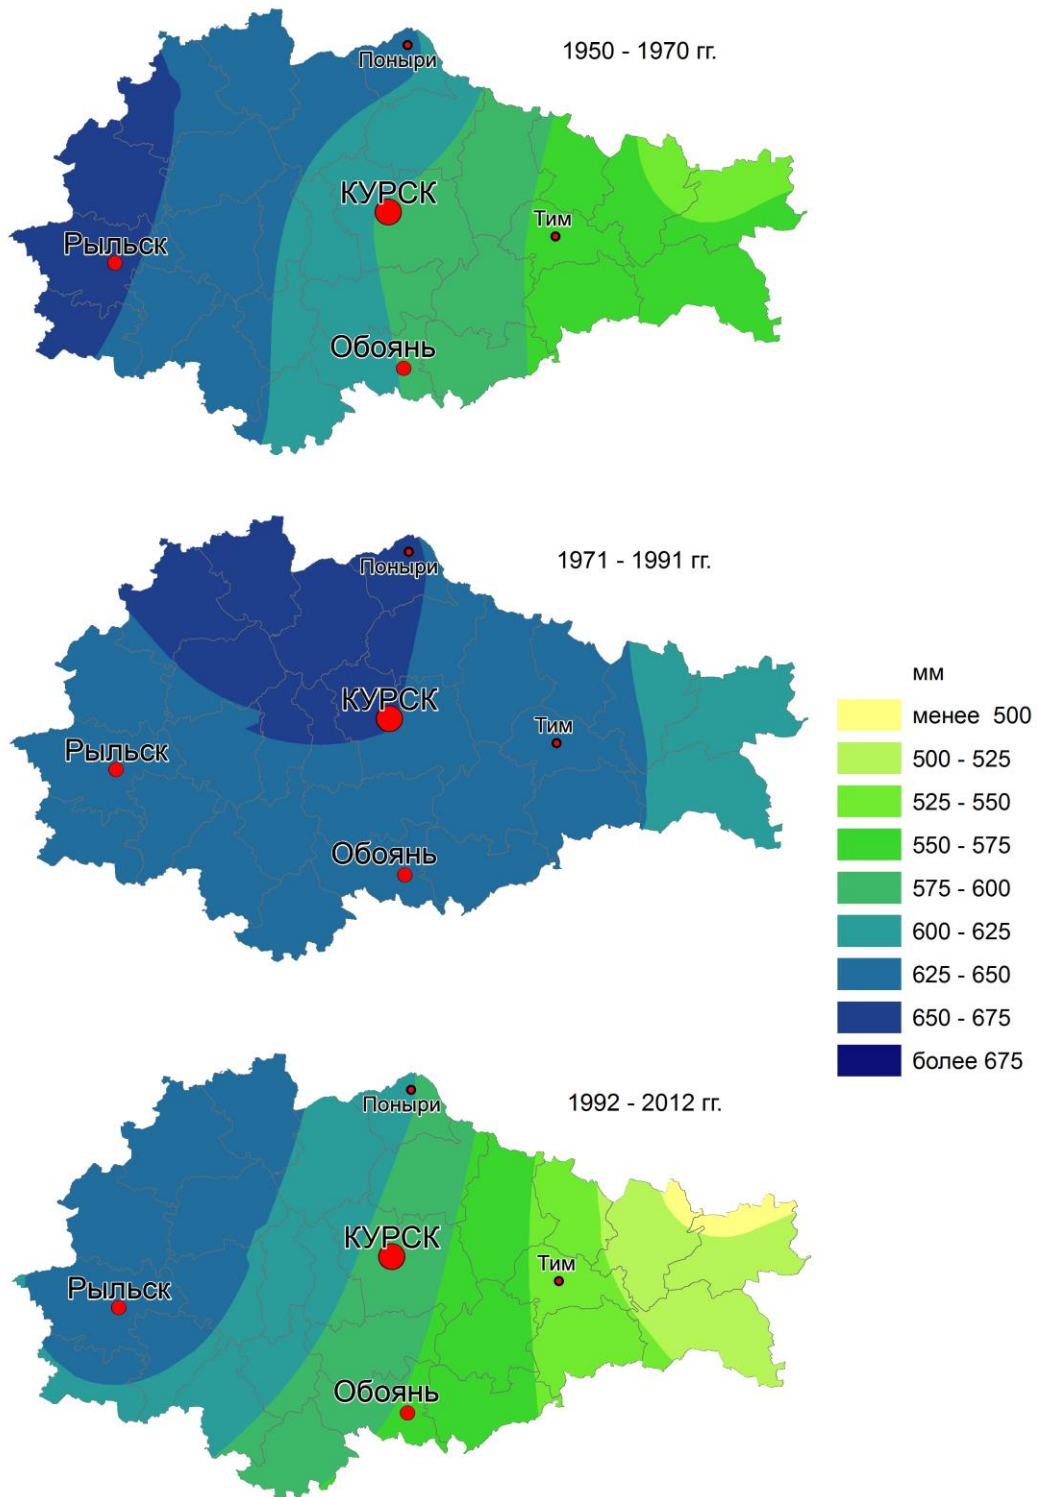 1950 - 1970 гг.
Поныри
КУРСК
Тим
Рыльск
Обоянь
1971 - 1991 гг.
Поныри
КУРСК
Тим
Рыльск
Обоянь
мм
менее 500
500 - 525
525 - 550
550 - 575
575 - 600
600 - 625
625 - 650
650 - 675
более 675
1992 - 2012 гг.
Поныри
КУРСК
Тим
Рыльск
Обоянь